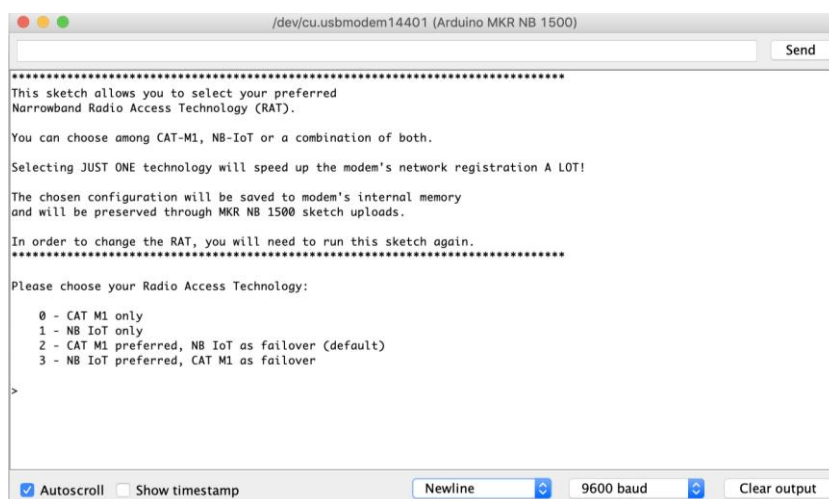 /dev/cu.usbmodem14401 (Arduino MKR NB 1500)
Send
*******************************************************************************
This sketch allows you to select your preferred
Narrowband Radio Access Technology (RAT).
You can choose among CAT-M1, NB-IoT or a combination of both.
Selecting JUST ONE technology will speed up the modem's network registration A LOT!
The chosen configuration will be saved to modem's internal memory
and will be preserved through MKR NB 1500 sketch uploads.
In order to change the RAT, you will need to run this sketch again.
*******************************************************************************
Please choose your Radio Access Technology:
0 - CAT M1 only
1 - NB IoT only
2 - CAT M1 preferred, NB IoT as failover (default)
3 - NB IoT preferred, CAT M1 as failover
>
Autoscroll Show timestamp Newline 9600 baud Clear output